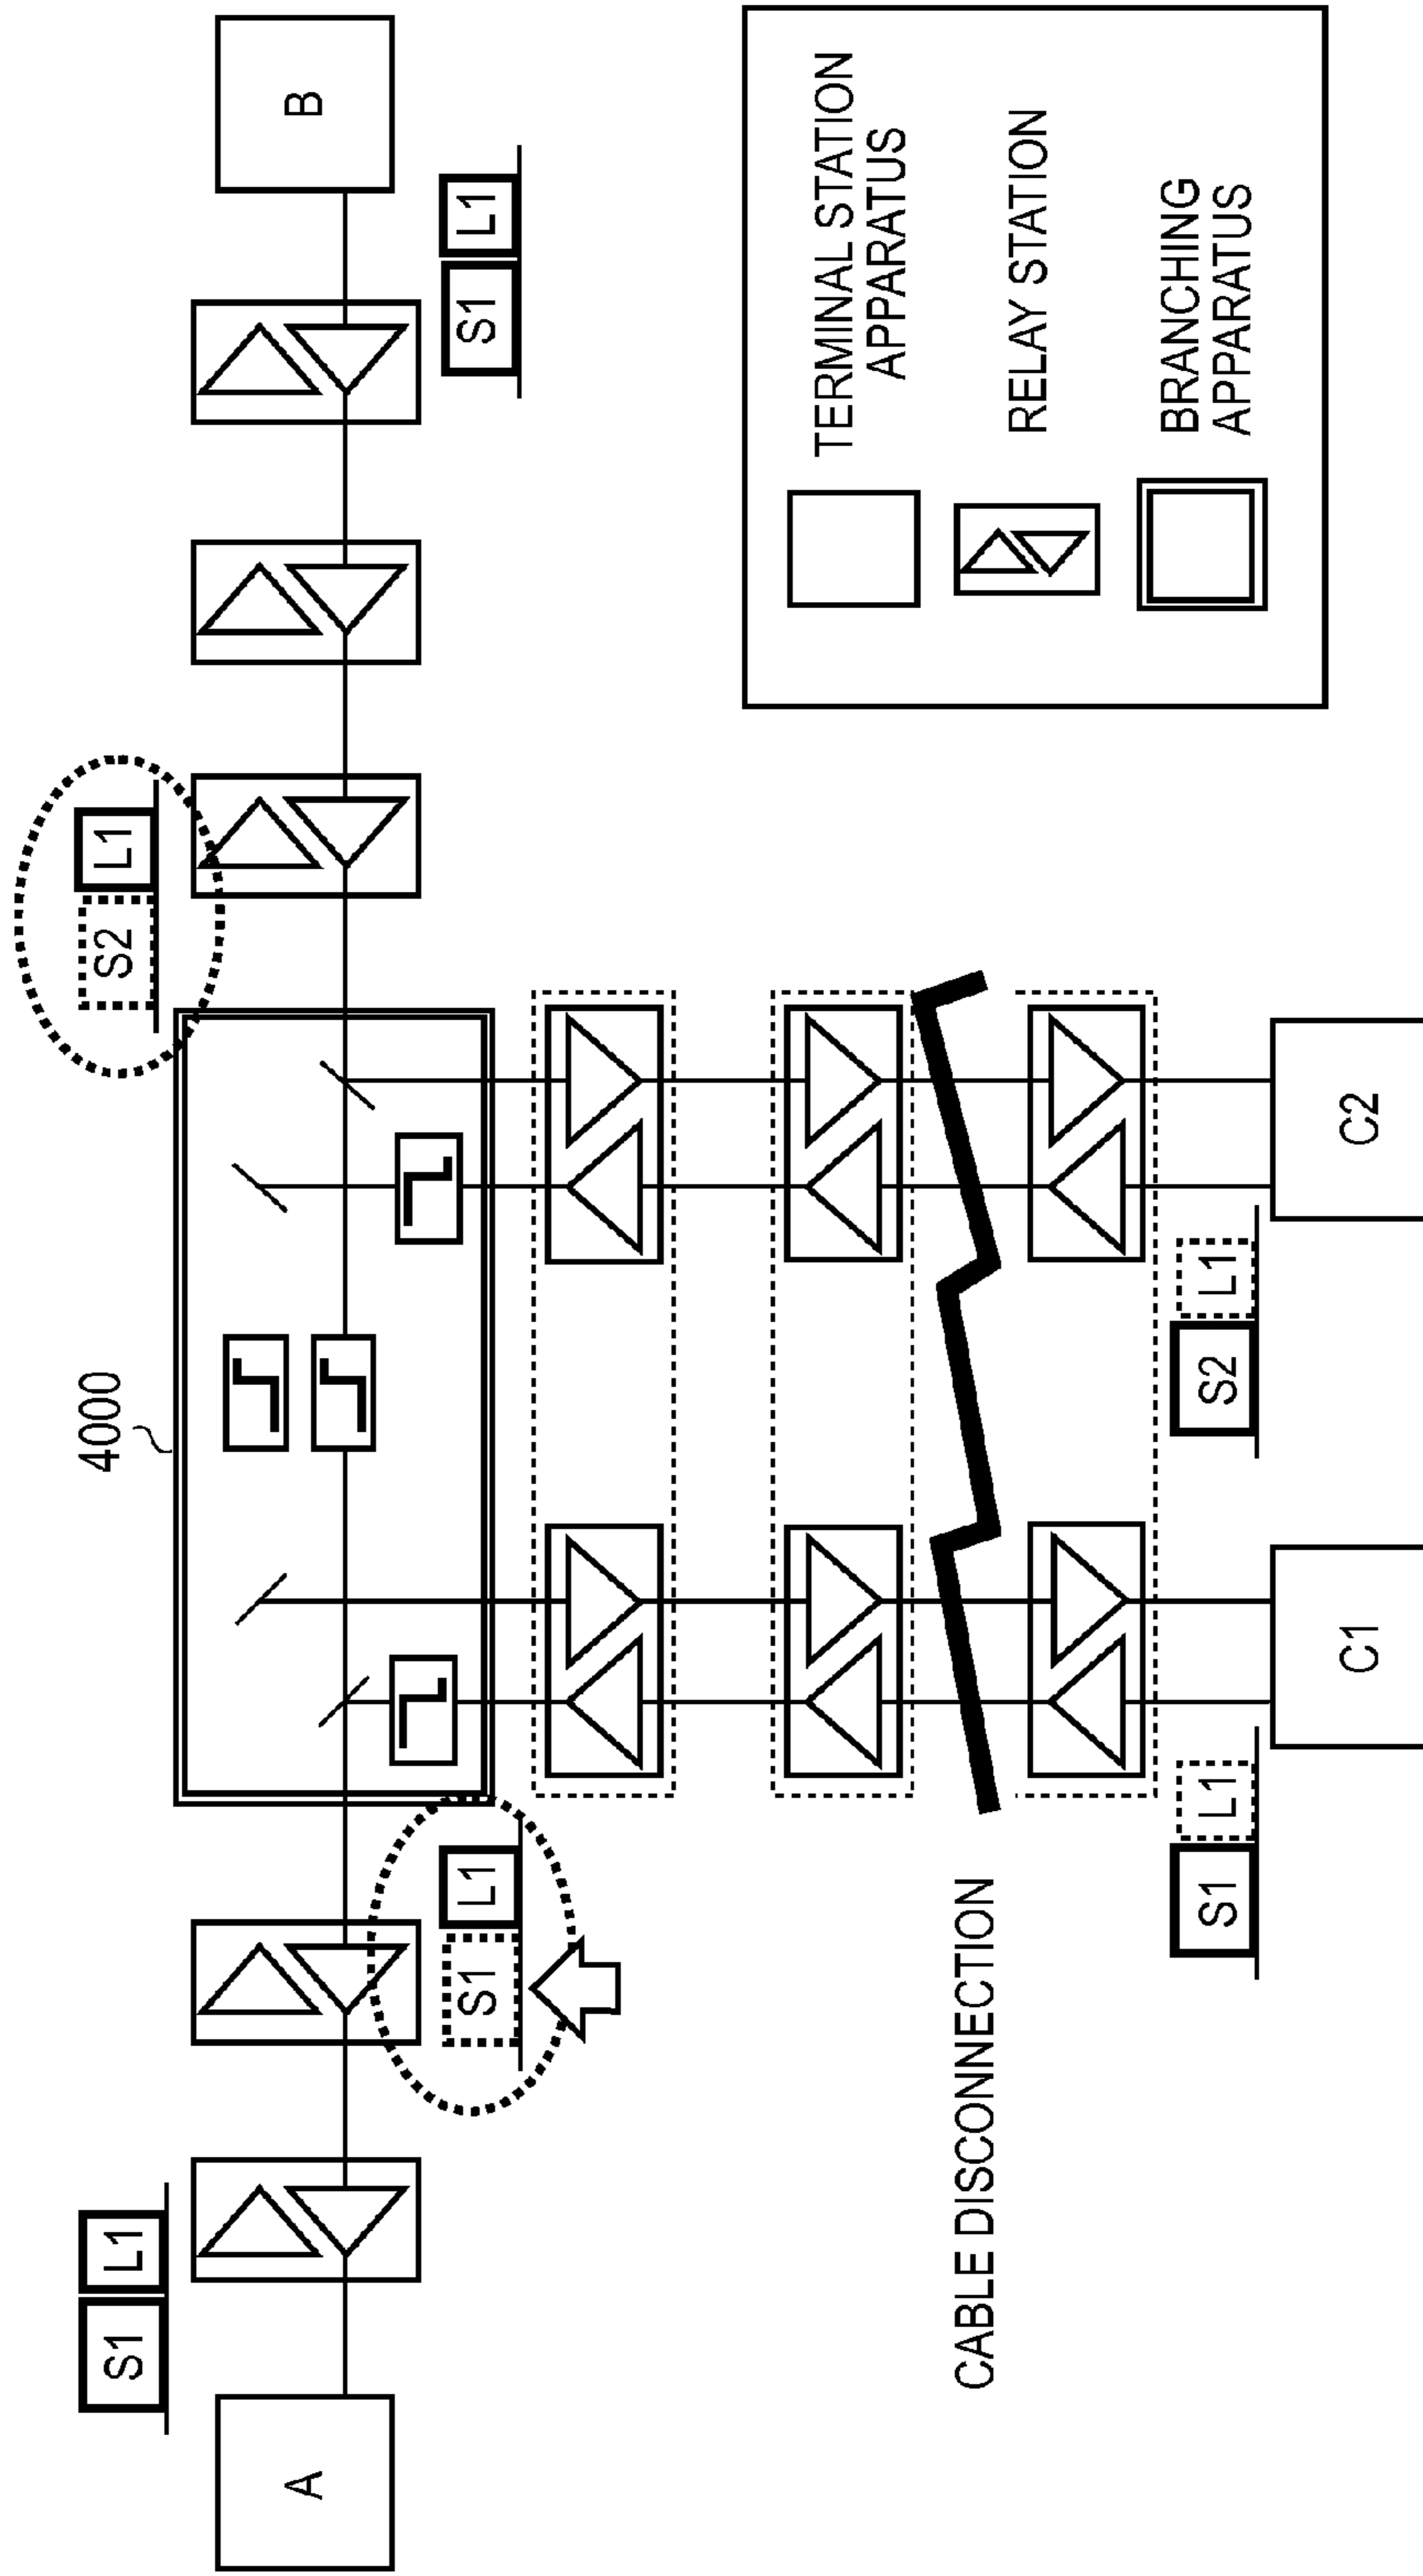 S1 L1
S2 L1
4000
A
B
S1 L1
S1 L1
CABLE DISCONNECTION
S1 L1
S2 L1
C1
C2
TERMINAL STATION
APPARATUS
RELAY STATION
BRANCHING
APPARATUS